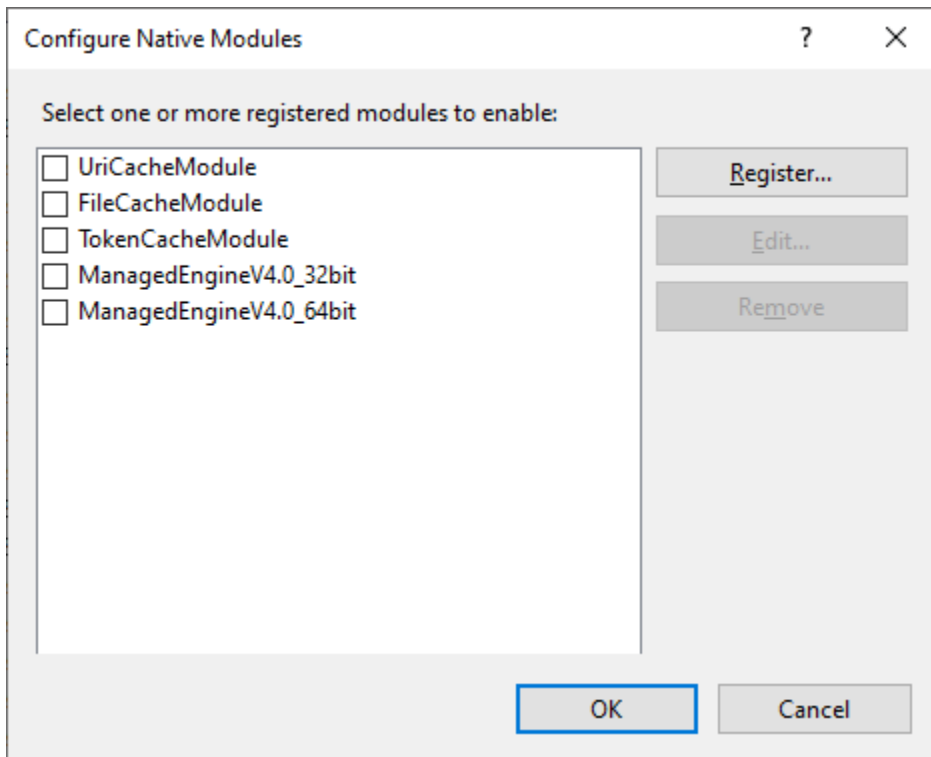 Configure Native Modules
?
Select one or more registered modules to enable:
UriCacheModule
FileCacheModule
TokenCacheModule
ManagedEngineV4.0_32bit
ManagedEngineV4.0_64bit
Register...
Edit...
Remove
OK
Cancel